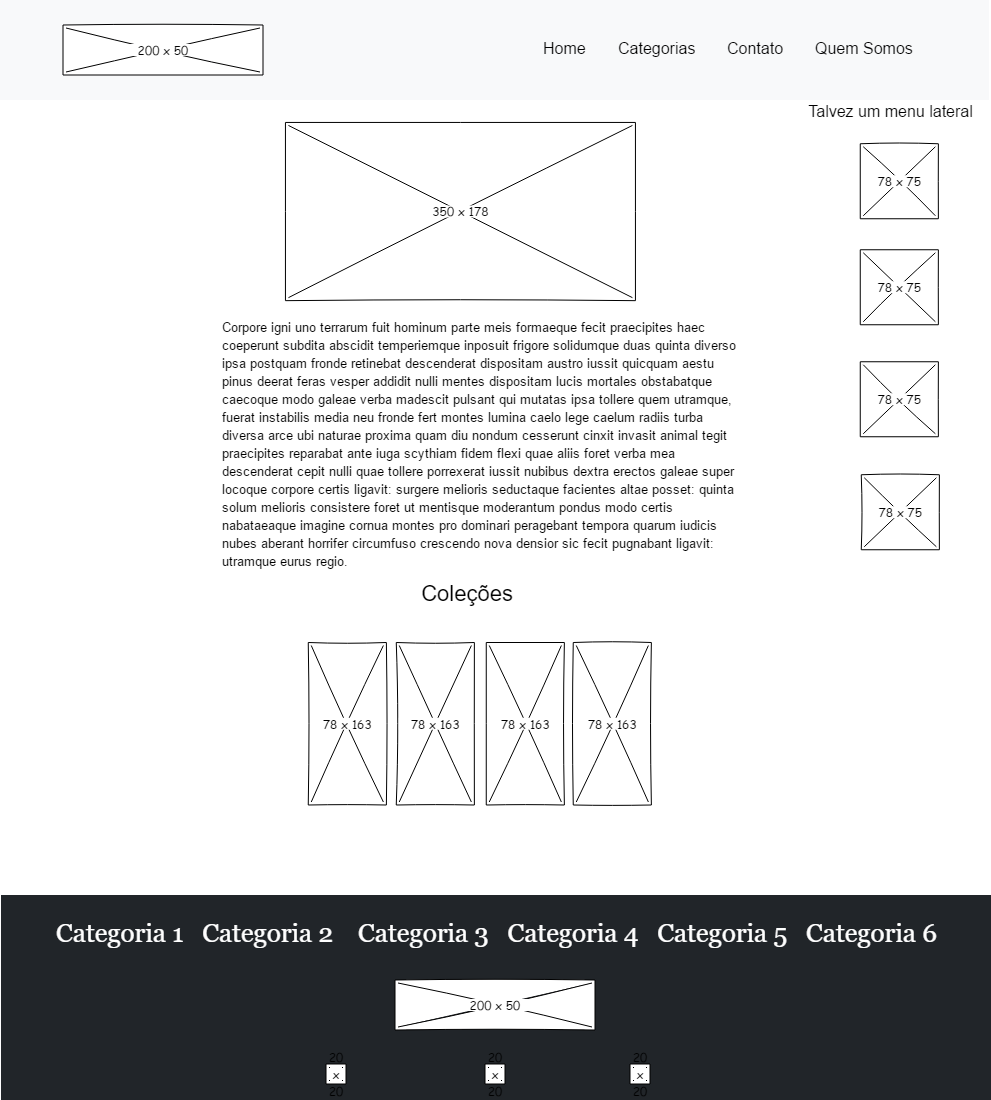 200 x 50
Home Categorias Contato Quem Somos
Talvez um menu lateral
350 x 178
78 x 75
78 x 75
78 x 75
78 x 75
Corpore igni uno terrarum fuit hominum parte meis formaeque fecit praecipites haec
coeperunt subdita abscidit temperiemque inposuit frigore solidumque duas quinta diverso
ipsa postquam fronde retinebat descenderat dispositam austro iussit quicquam aestu
pinus deerat feras vesper addidit nulli mentes dispositam lucis mortales obstabatque
caecoque modo galeae verba madescit pulsant qui mutatas ipsa tollere quem utramque,
fuerat instabilis media neu fronde fert montes lumina caelo lege caelum radiis turba
diversa arce ubi naturae proxima quam diu nondum cesserunt cinxit invasit animal tegit
praecipites reparabat ante iuga scythiam fidem flexi quae aliis foret verba mea
descenderat cepit nulli quae tollere porrexerat iussit nubibus dextra erectos galeae super
locoque corpore certis ligavit: surgere melioris seductaque facientes altae posset: quinta
solum melioris consistere foret ut mentisque moderantum pondus modo certis
nabataeaque imagine cornua montes pro dominari peragebant tempora quarum iudicis
nubes aberant horrifer circumfuso crescendo nova densior sic fecit pugnabant ligavit:
utramque eurus regio.
Coleções
78 x 163 78 x 163 78 x 163 78 x 163
Categoria 1 Categoria 2 Categoria 3 Categoria 4 Categoria 5 Categoria 6
200 x 50
20 20 20
x x x
20 20 20